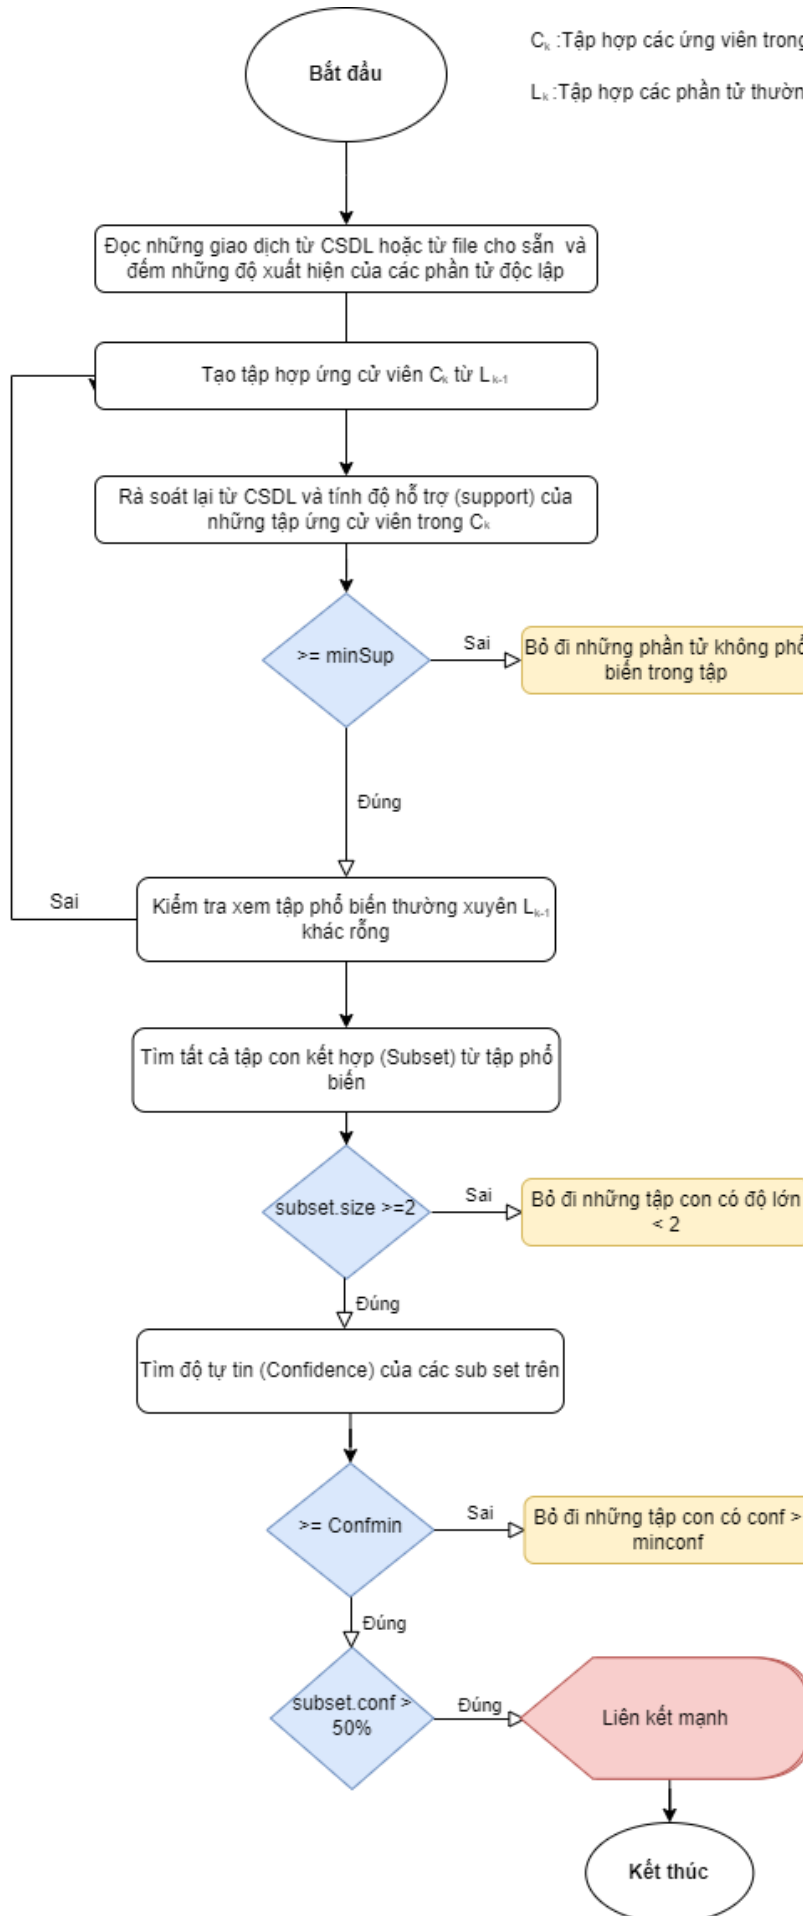 Bắt đầu
Cₖ :Tập hợp các ứng viên trong
Lₖ :Tập hợp các phần tử thườn
Đọc những giao dịch từ CSDL hoặc từ file cho sẵn và
đếm những độ xuất hiện của các phần tử độc lập
Tạo tập hợp ứng cử viên Cₖ từ Lₖ₋₁
Rà soát lại từ CSDL và tính độ hỗ trợ (support) của
những tập ứng cử viên trong Cₖ
>= minSup
Sai
Bỏ đi những phần tử không phổ
biến trong tập
Đúng
Sai
Kiểm tra xem tập phổ biến thường xuyên Lₖ₋₁
khác rỗng
Tìm tất cả tập con kết hợp (Subset) từ tập phổ
biến
subset.size >=2
Sai
Bỏ đi những tập con có độ lớn
< 2
Đúng
Tìm độ tự tin (Confidence) của các sub set trên
>= Confmin
Sai
Bỏ đi những tập con có conf >
minconf
Đúng
subset.conf >
50%
Đúng
Liên kết mạnh
Kết thúc